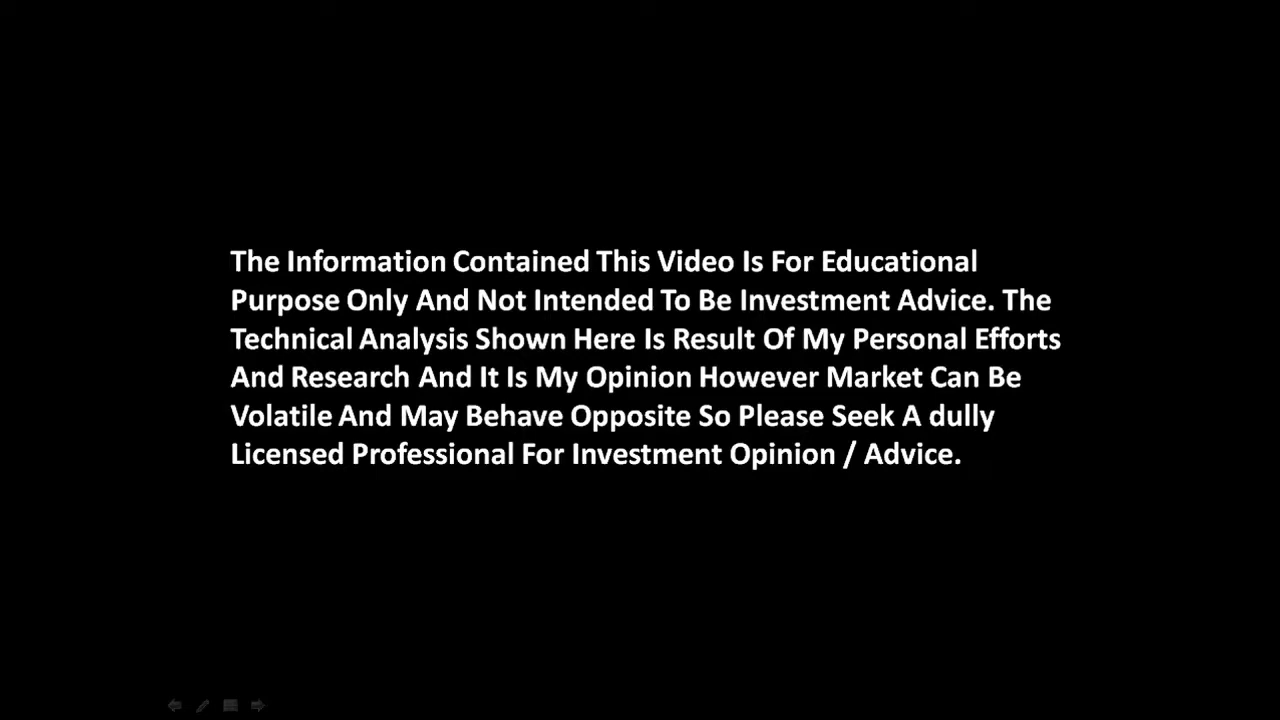 The Information Contained This Video Is For Educational
Purpose Only And Not Intended To Be Investment Advice. The
Technical Analysis Shown Here Is Result Of My Personal Efforts
And Research And It Is My Opinion However Market Can Be
Volatile And May Behave Opposite So Please Seek A dully
Licensed Professional For Investment Opinion / Advice.